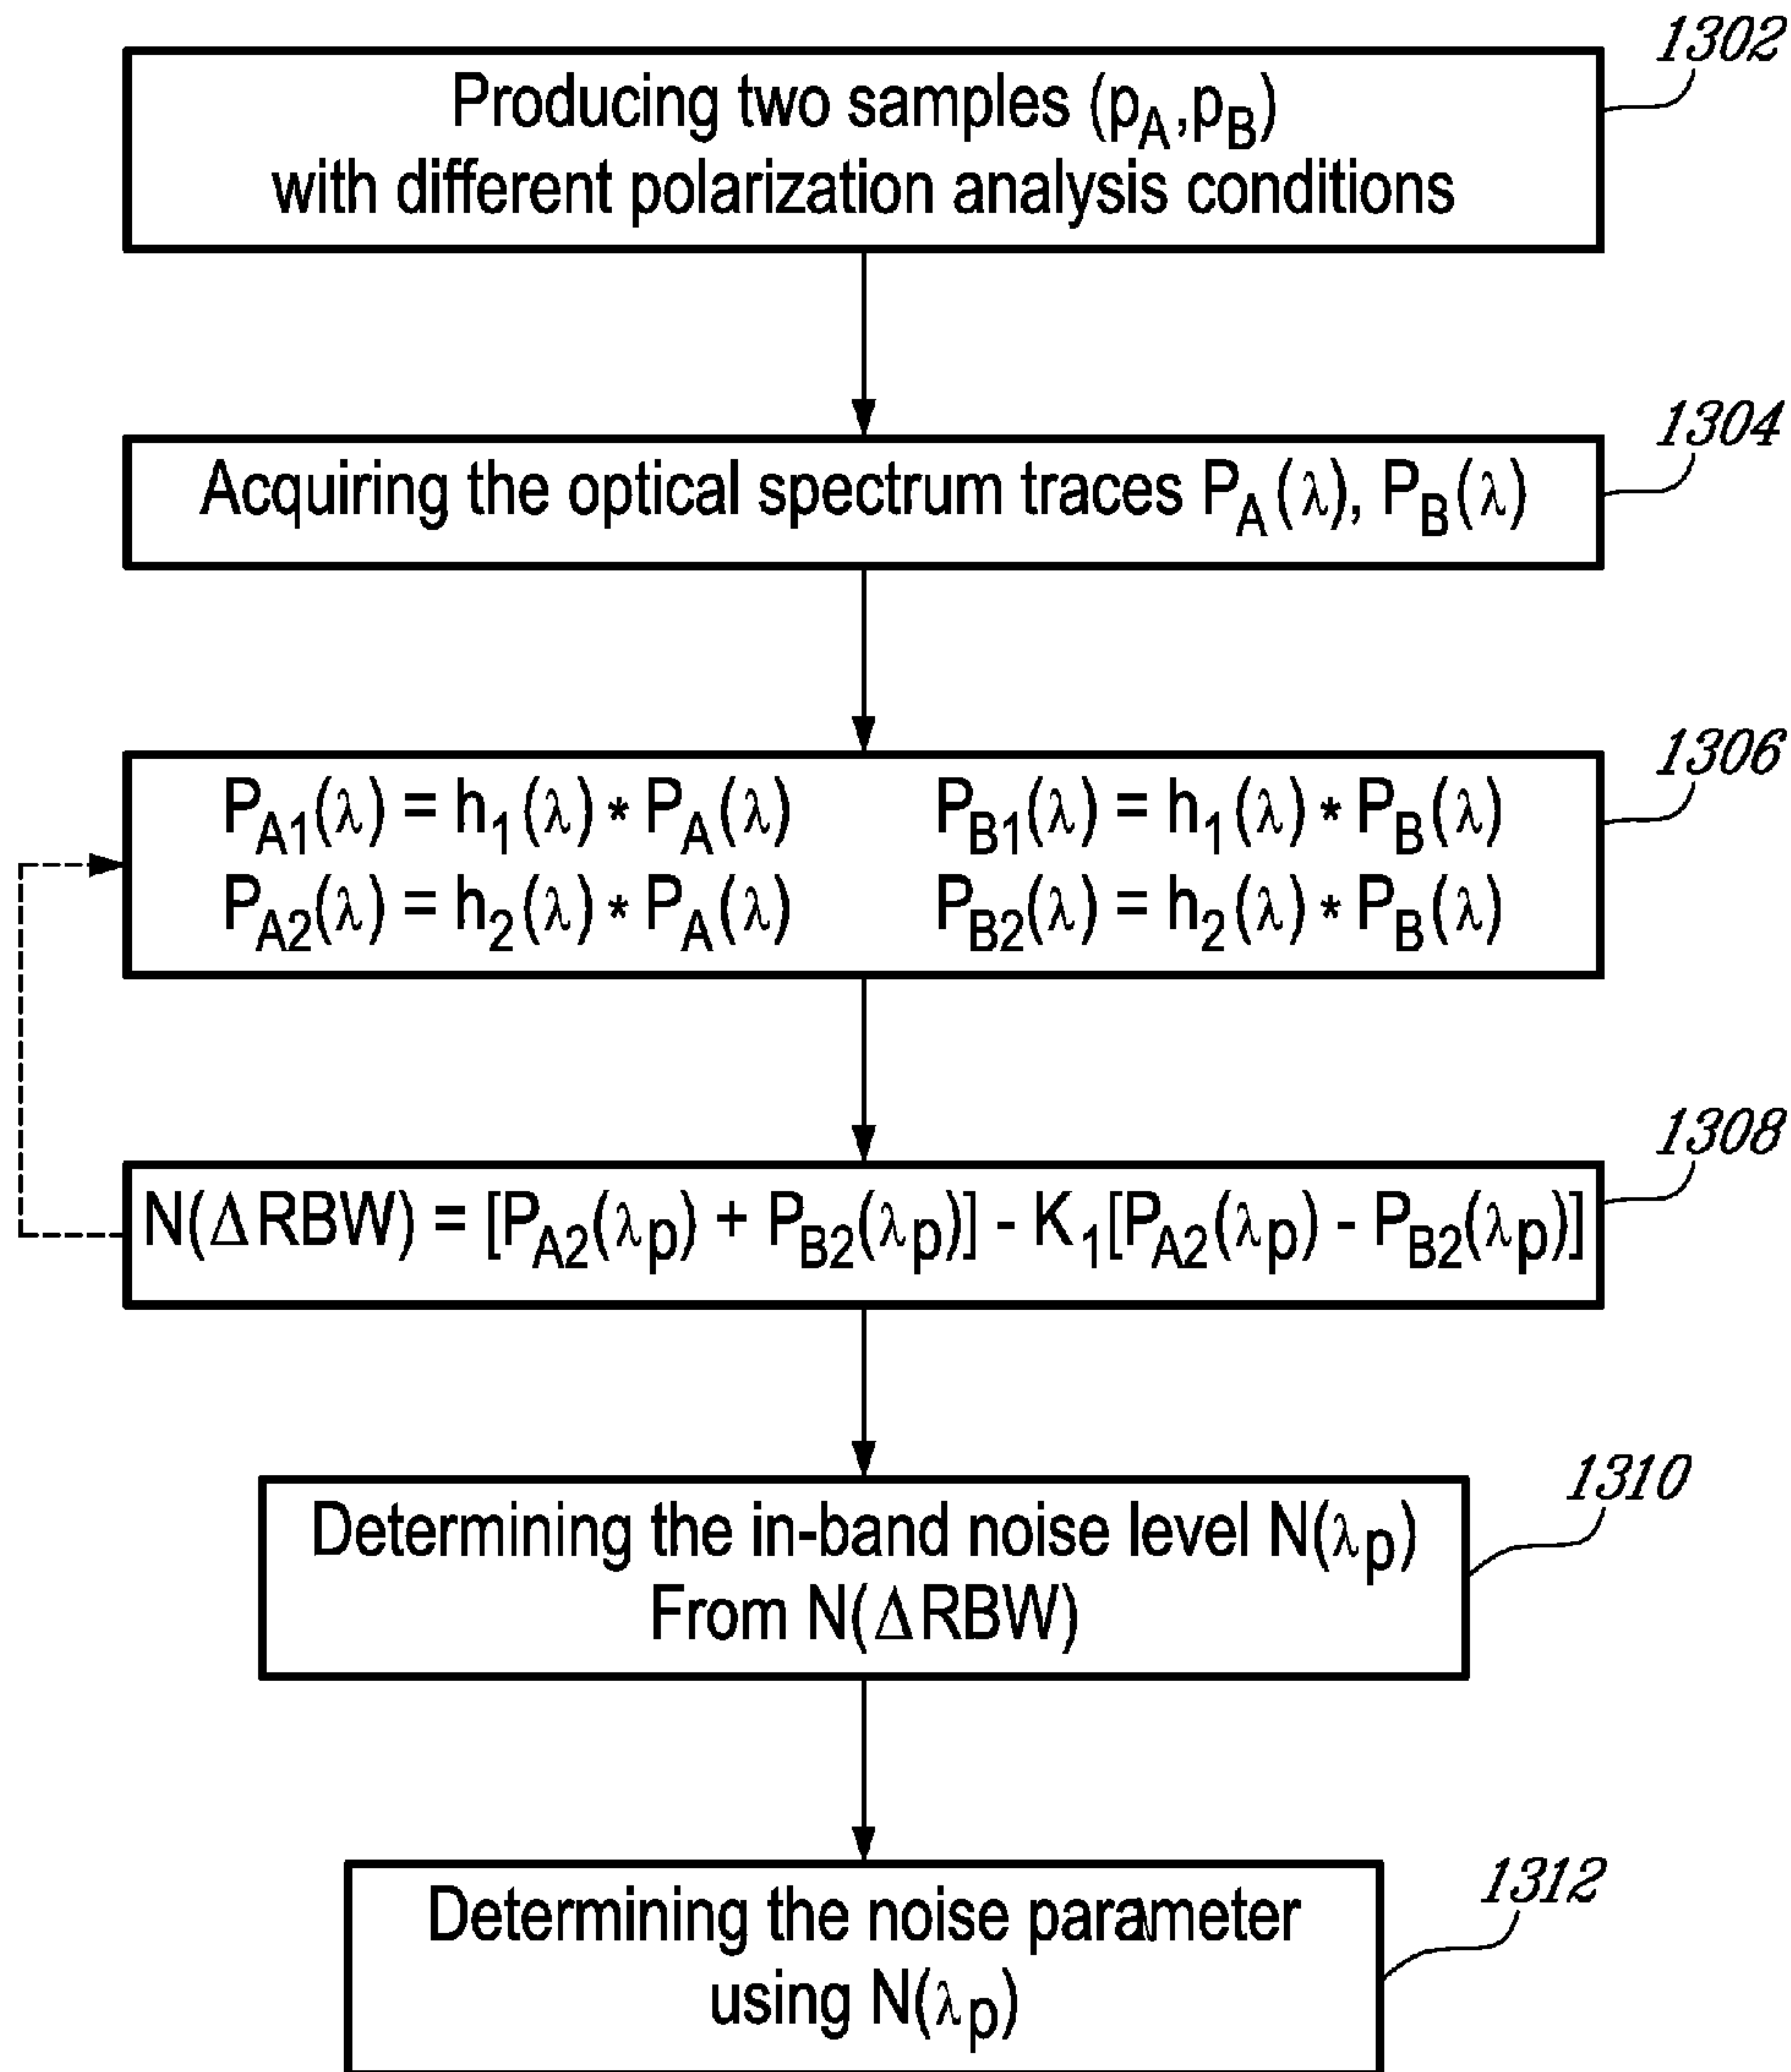 1302
Producing two samples (pA,pB)
with different polarization analysis conditions
1304
Acquiring the optical spectrum traces PA(λ), PB(λ)
1306
PA1(λ) = h1(λ) * PA(λ) PB1(λ) = h1(λ) * PB(λ)
PA2(λ) = h2(λ) * PA(λ) PB2(λ) = h2(λ) * PB(λ)
1308
N(ΔRBW) = [PA2(λp) + PB2(λp)] - K1[PA2(λp) - PB2(λp)]
1310
Determining the in-band noise level N(λp)
From N(ΔRBW)
1312
Determining the noise parameter
using N(λp)